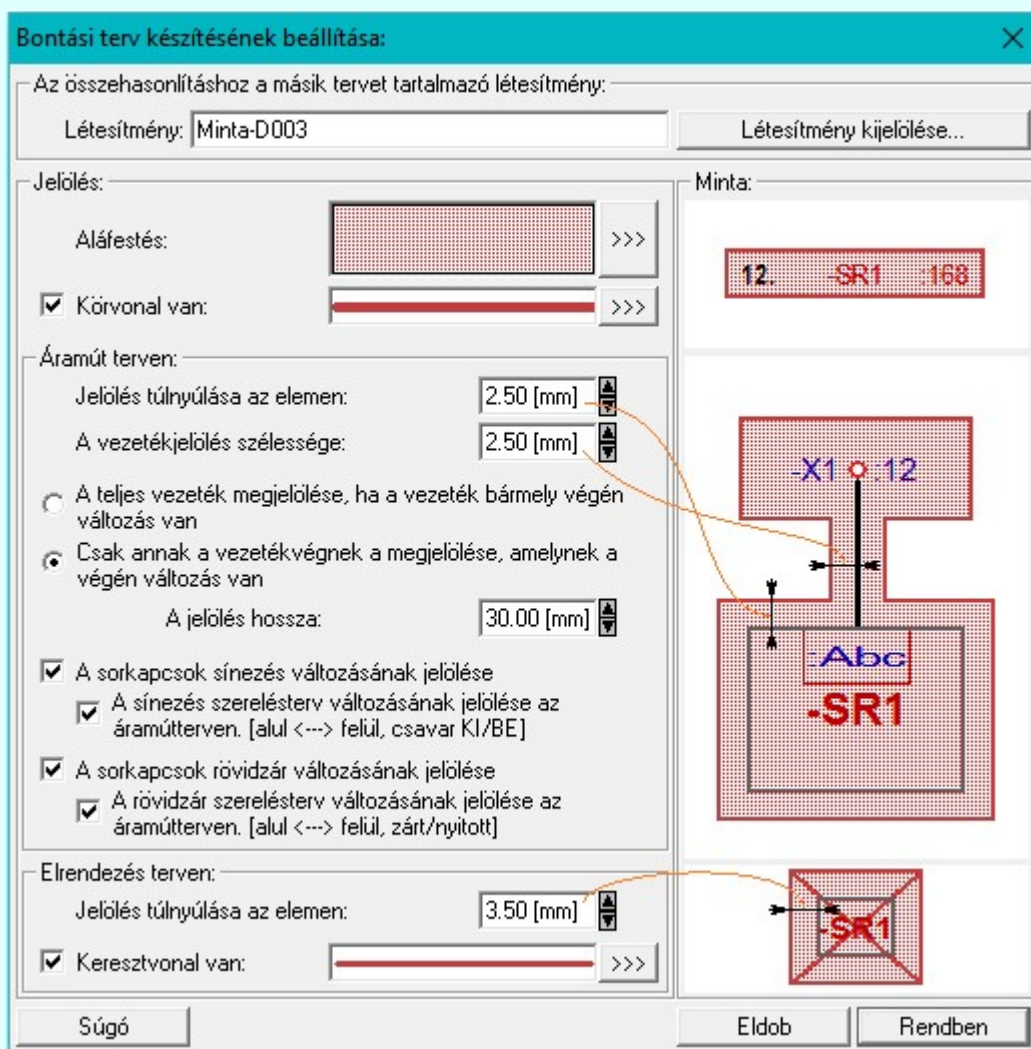 Bontási terv készítésének beállítása:
Az összehasonlításhoz a másik tervet tartalmazó létesítmény:
Létesítmény: Minta-D003
Létesítmény kijelölése...
Jelölés:
Aláfestés:
>>>
Körvonal van:
>>>
Áramút terven:
Jelölés túlnyúlása az elemen: 2.50 [mm]
A vezetékjelölés szélessége: 2.50 [mm]
A teljes vezeték megjelölése, ha a vezeték bármely végén
változás van
Csak annak a vezetékvégnek a megjelölése, amelynek a
végén változás van
A jelölés hossza: 30.00 [mm]
A sorkapcsok sínezés változásának jelölése
A sínezés szerelésterv változásának jelölése az
áramútterven. [alul <---> felül, csavar KI/BE]
A sorkapcsok rövidzár változásának jelölése
A rövidzár szerelésterv változásának jelölése az
áramútterven. [alul <---> felül, zárt/nyitott]
Elrendezés terven:
Jelölés túlnyúlása az elemen: 3.50 [mm]
Keresztvonal van:
>>>
Minta:
12. -SR1 :168
-X1 :12
:Abc
-SR1
-SR1
Súgó
Eldob
Rendben